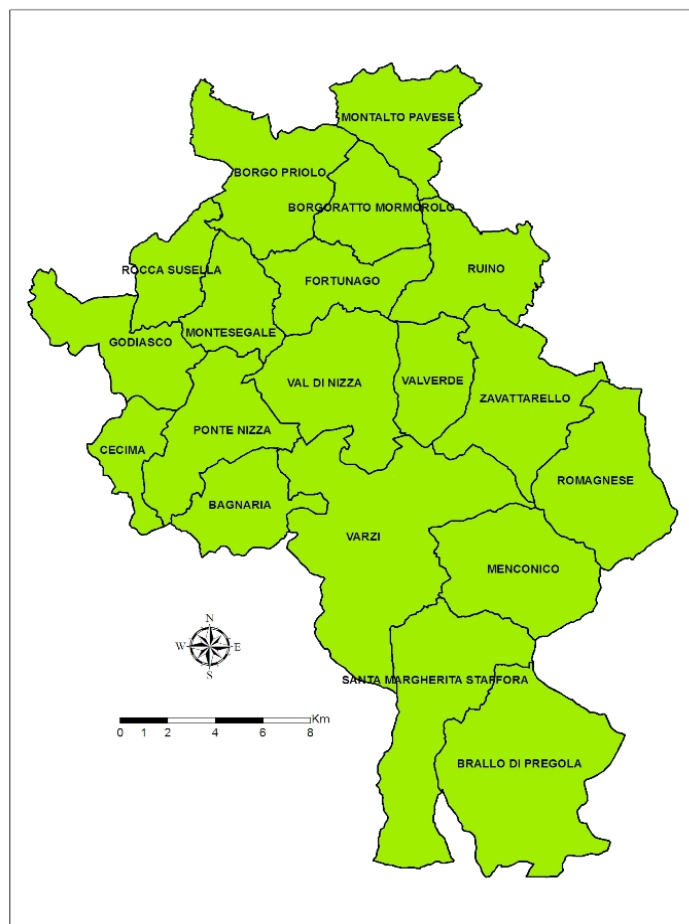 MONTALTO PAVESE
BORGO PRIOLO
BORGORATTO MORMOROLO
ROCCA SUSELLA
RUINO
FORTUNAGO
MONTESEGALE
GODIASCO
VAL DI NIZZA
VALVERDE
ZAVATTARELLO
PONTE NIZZA
CECIMA
ROMAGNESE
BAGNARIA
VARZI
MENCONICO
N
W E
S
SANTA MARGHERITA STAFFORA
Km
0 1 2 4 6 8
BRALLO DI PREGOLA